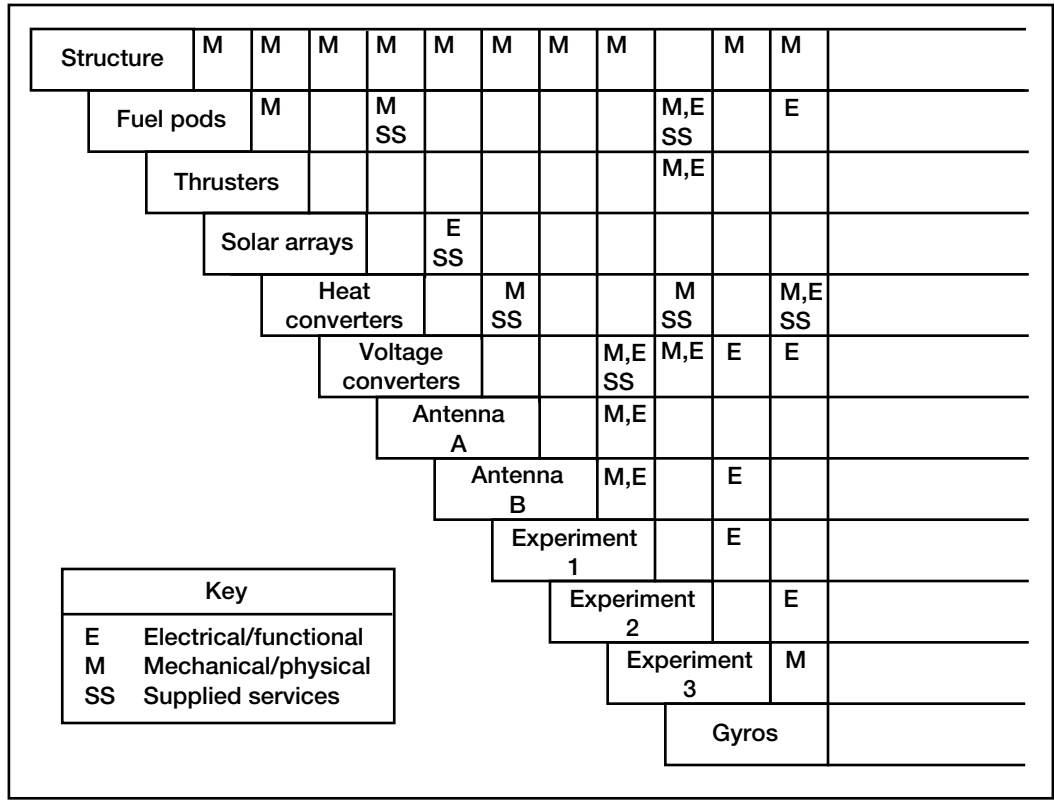 Structure M M M M M M M M M M
Fuel pods M M M,E E
SS SS
Thrusters M,E
Solar arrays E
SS
Heat M M M,E
converters SS SS SS
Voltage M,E M,E E E
converters SS
Antenna M,E
A
Antenna M,E E
B
Experiment E
1
Experiment E
2
Experiment M
3
Gyros
Key
E Electrical/functional
M Mechanical/physical
SS Supplied services